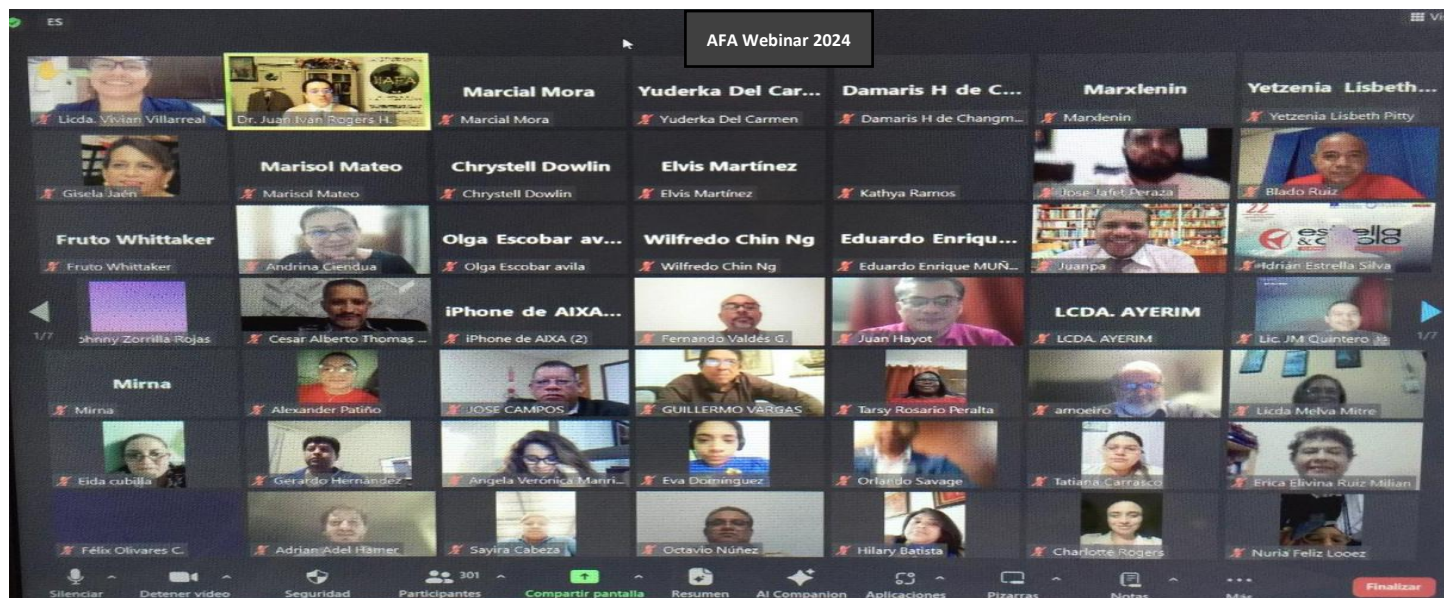 ES
AFA Webinar 2024
Licda. Vivian Villarreal
Dr. Juan Iván Rogers H.
AFA
Marcial Mora
Marcial Mora
Yuderka Del Car...
Yuderka Del Carmen
Damaris H de C...
Damaris H de Changm...
Marxlenin
Marxlenin
Yetzenia Lisbeth...
Yetzenia Lisbeth Pitty
Gisela Jaén
Marisol Mateo
Marisol Mateo
Chrystell Dowlin
Chrystell Dowlin
Elvis Martínez
Elvis Martínez
Kathya Ramos
Jose Jafet Peraza
Blado Ruiz
Fruto Whittaker
Fruto Whittaker
Andrina Ciendua
Olga Escobar av...
Olga Escobar avila
Wilfredo Chin Ng
Wilfredo Chin Ng
Eduardo Enriqu...
Eduardo Enrique MUÑ...
Juanpa
22
Adrián Estrella Silva
1/7
Johnny Zorrilla Rojas
Cesar Alberto Thomas ...
iPhone de AIXA...
iPhone de AIXA (2)
Fernando Valdés G.
Juan Hayot
LCDA. AYERIM
LCDA. AYERIM
Lic. JM Quintero
1/7
Mirna
Mirna
Alexander Patiño
JOSE CAMPOS
GUILLERMO VARGAS
Tarsy Rosario Peralta
amoeiro
Licda Melva Mitre
Eida cubilla
Gerardo Hernández
Angela Verónica Manri...
Eva Domínguez
Orlando Savage
Tatiana Carrasco
Erica Elivina Ruiz Milian
Félix Olivares C.
Adrian Adel Hamer
Sayira Cabeza
Octavio Núñez
Hilary Batista
Charlotte Rogers
Nuria Feliz Looez
Silenciar
Detener video
Seguridad
301
Participantes
Compartir pantalla
Resumen
AI Companion
Aplicaciones
Pizarras
Notas
Más
Finalizar